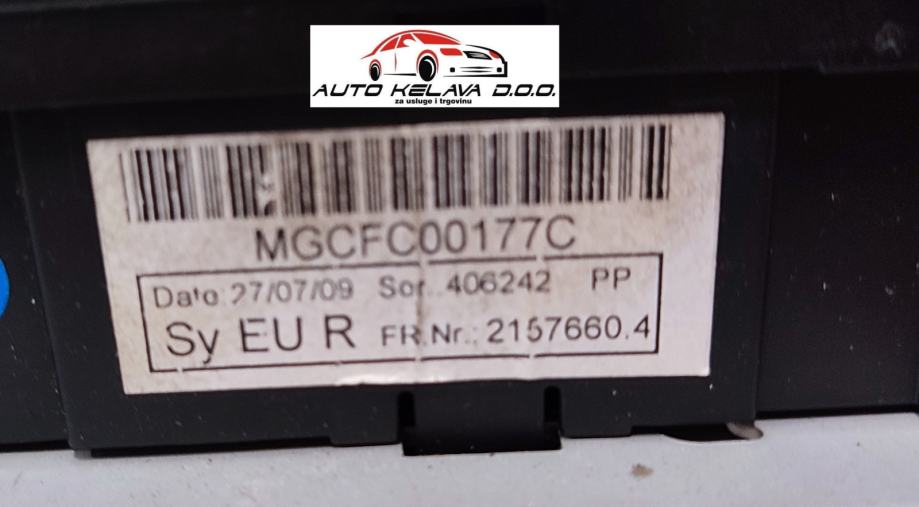 AUTO KELAVA D.O.O.
za usluge i trgovinu
MGCFC00177C
Date: 27/07/09 Ser.: 406242 PP
Sy EU R FR.Nr.: 2157660.4